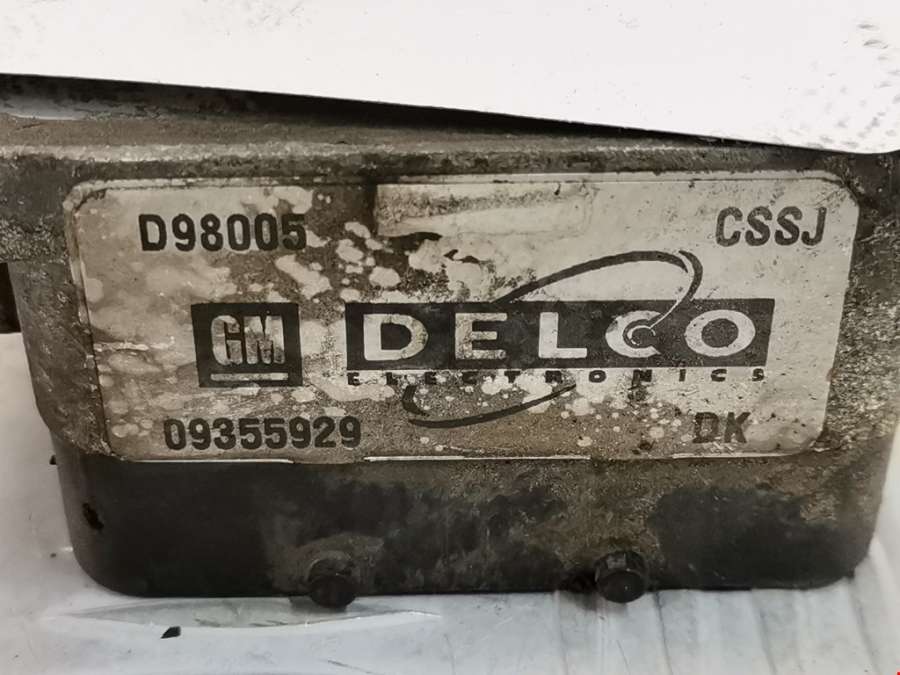 D98005 CSSJ
GM DELCO
ELECTRONICS
09355929 DK